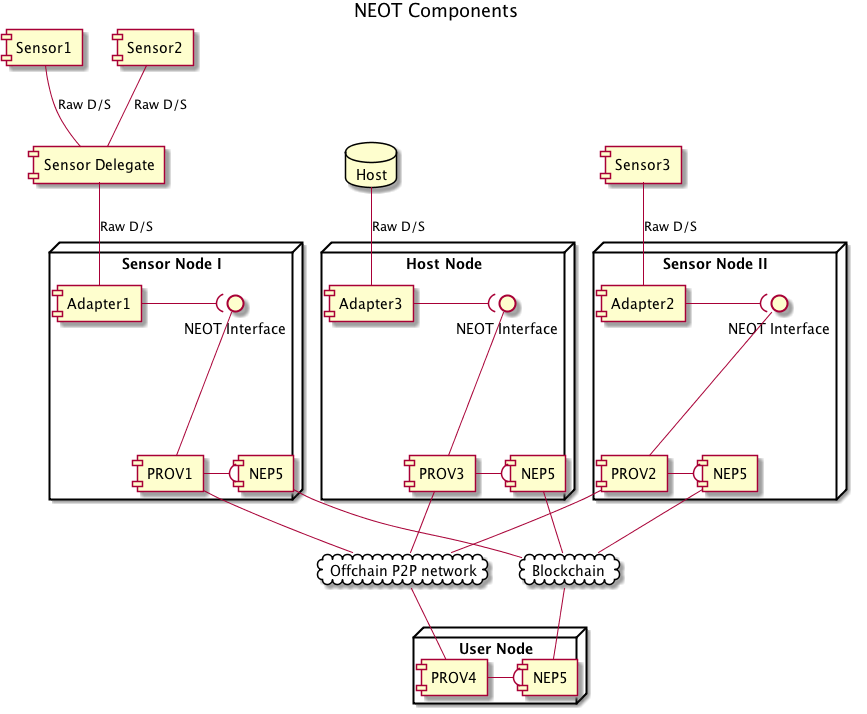 NEOT Components
Sensor1
Sensor2
Raw D/S
Raw D/S
Sensor Delegate
Host
Sensor3
Raw D/S
Raw D/S
Raw D/S
Sensor Node I
Host Node
Sensor Node II
Adapter1
Adapter3
Adapter2
NEOT Interface
NEOT Interface
NEOT Interface
PROV1
NEP5
PROV3
NEP5
PROV2
NEP5
Offchain P2P network
Blockchain
User Node
PROV4
NEP5